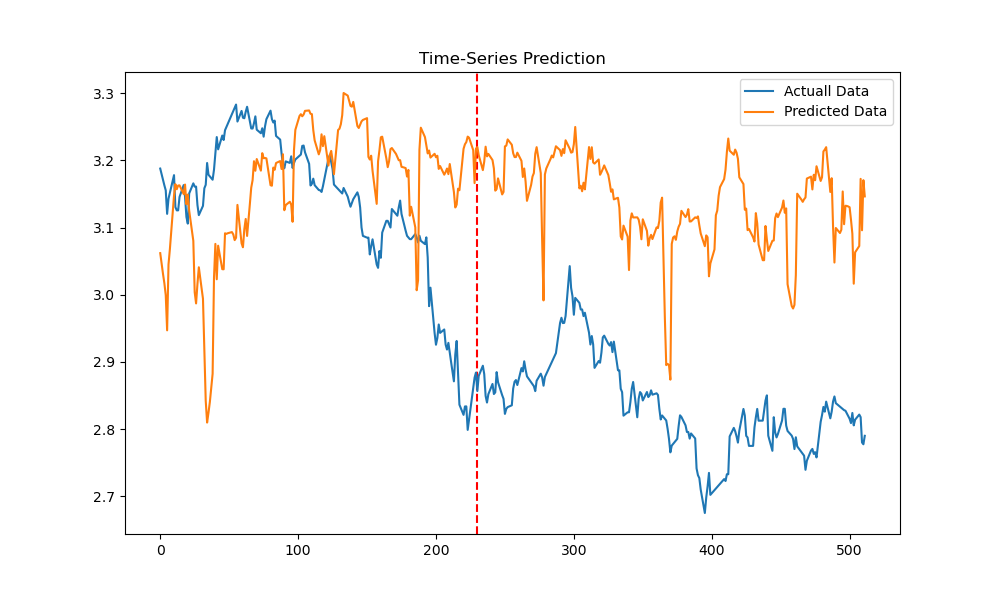 Time-Series Prediction
Actuall Data
Predicted Data
3.3
3.2
3.1
3.0
2.9
2.8
2.7
0 100 200 300 400 500